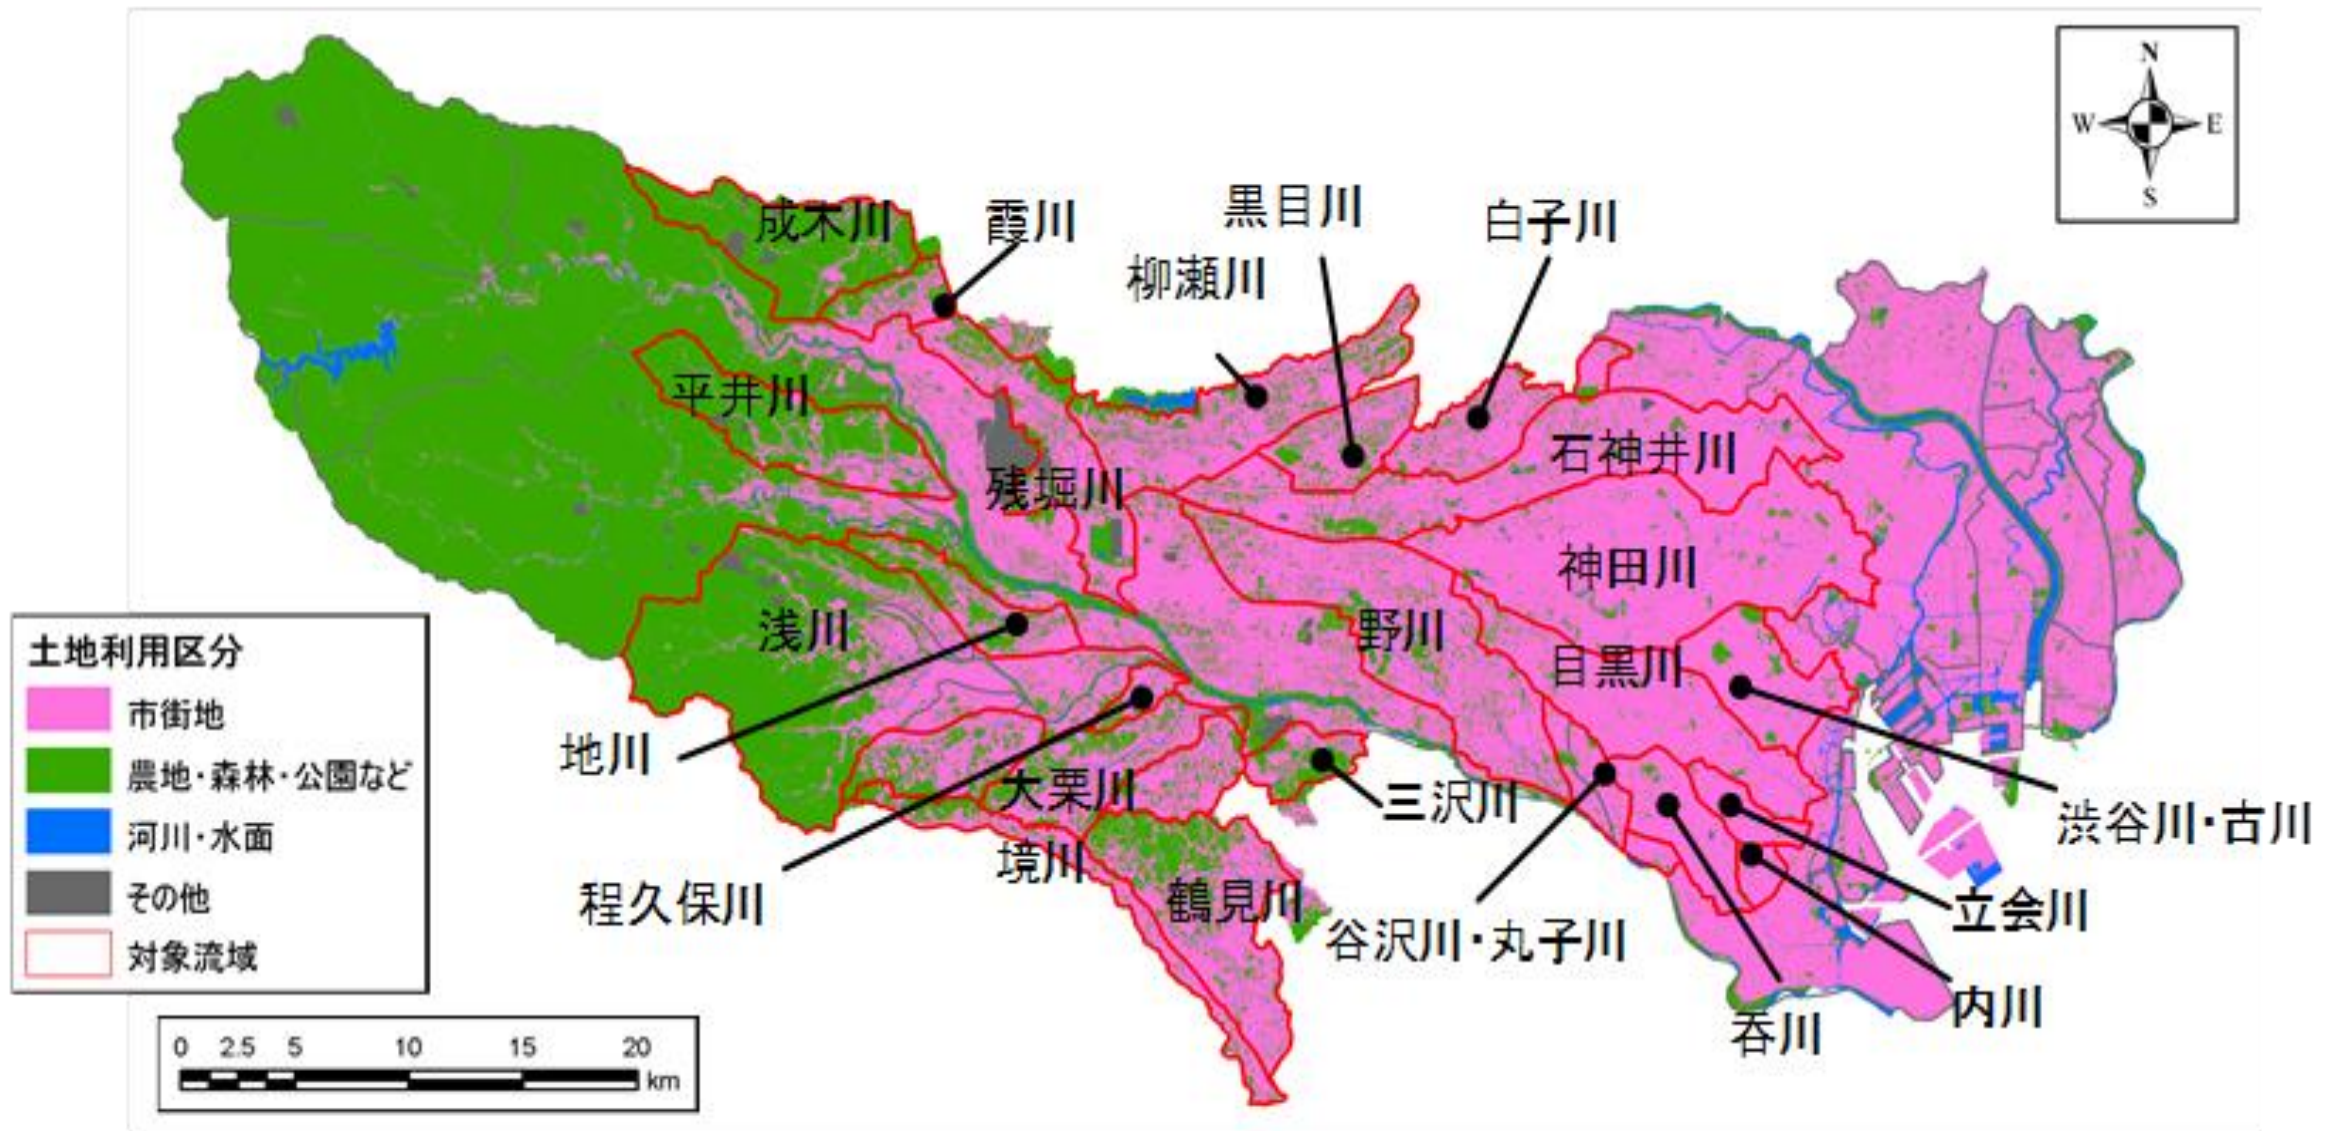 N
W
E
S
成木川
霞川
黒目川
白子川
柳瀬川
平井川
残堀川
石神井川
神田川
浅川
野川
目黒川
地川
大栗川
三沢川
渋谷川・古川
程久保川
境川
鶴見川
谷沢川・丸子川
立会川
内川
呑川
土地利用区分
市街地
農地・森林・公園など
河川・水面
その他
対象流域
0 2.5 5 10 15 20
km